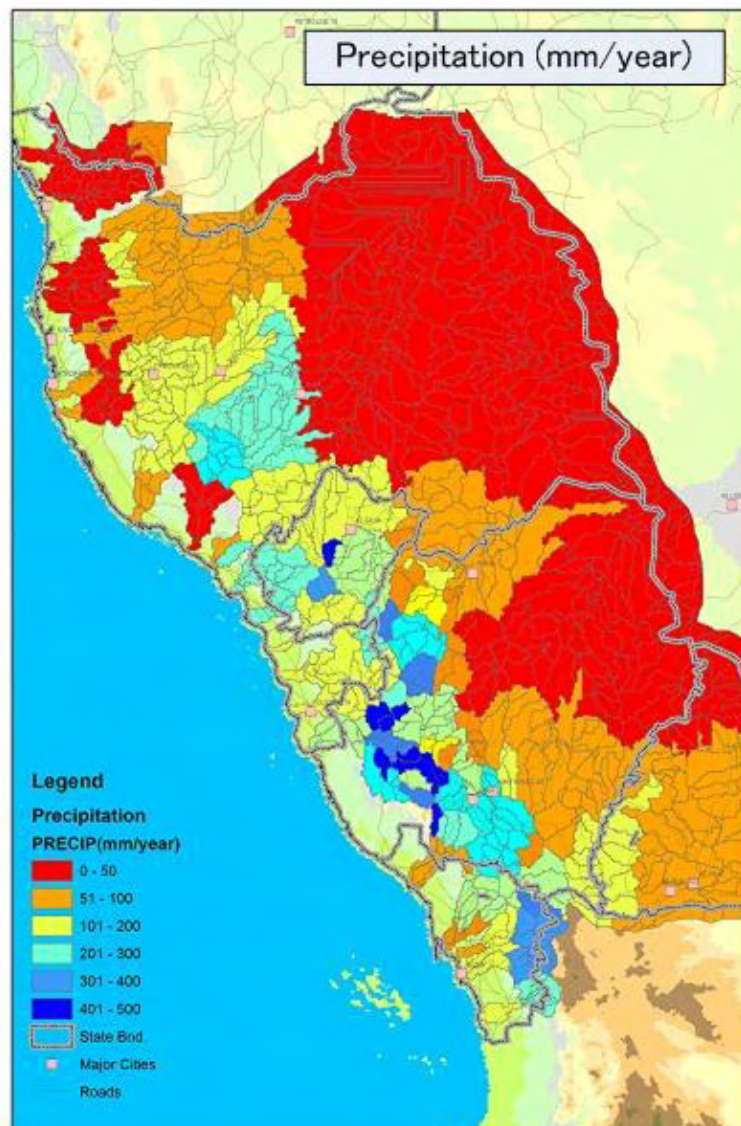 Precipitation (mm/year)
Legend
Precipitation
PRECIP(mm/year)
0 - 50
51 - 100
101 - 200
201 - 300
301 - 400
401 - 500
State Bnd
Major Cities
Roads